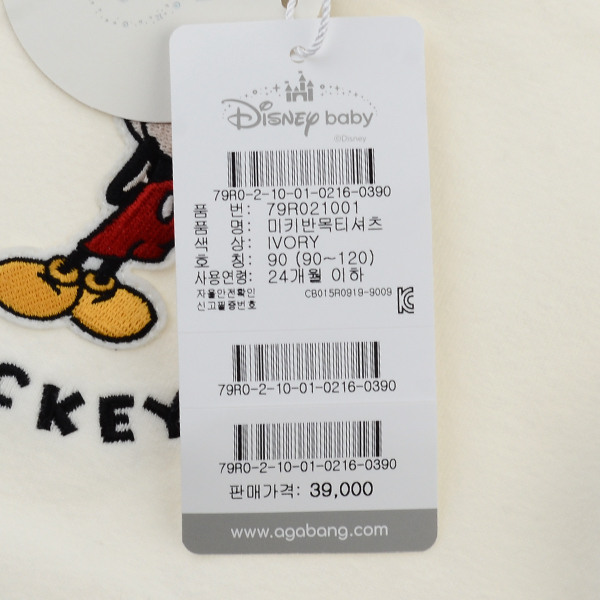 Disney baby
©Disney
79R0-2-10-01-0216-0390
품 번: 79R021001
품 명: 미키반목티셔츠
색 상: IVORY
호 칭: 90 (90~120)
사용연령: 24개월 이하
자율안전확인
신고필증번호 CB015R0919-9009
79R0-2-10-01-0216-0390
79R0-2-10-01-0216-0390
판매가격: 39,000
www.agabang.com
CKEY